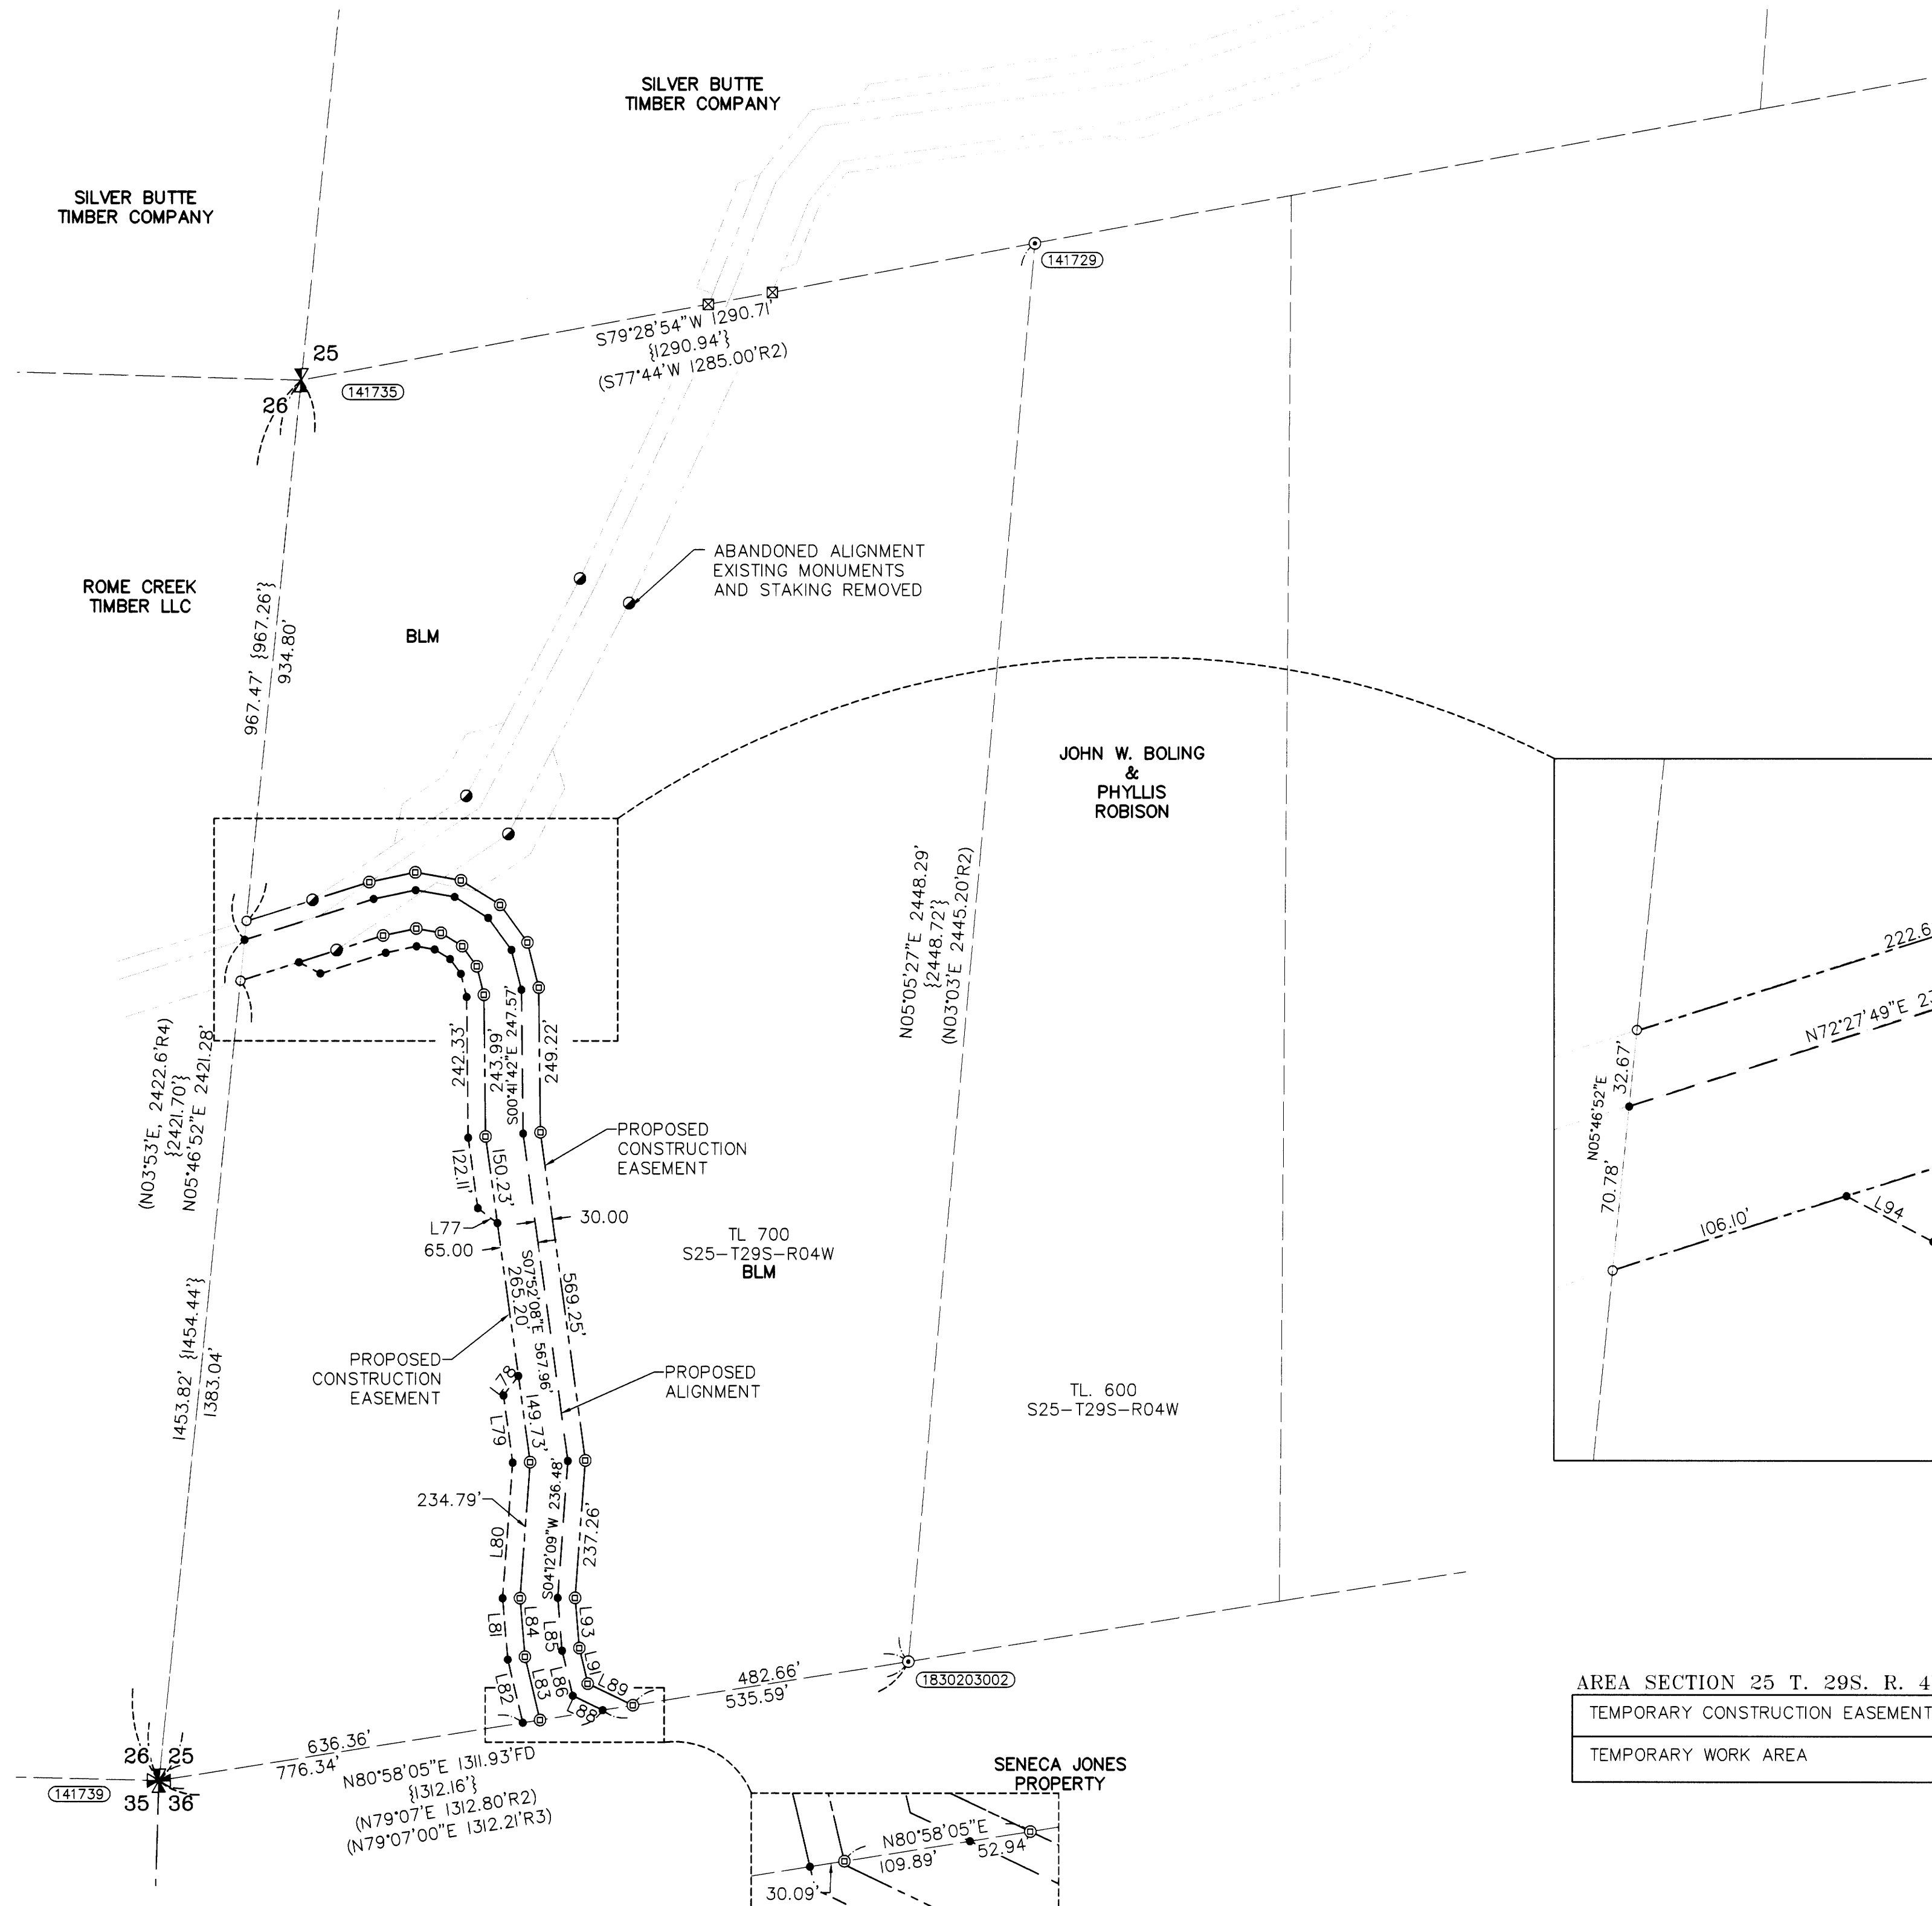 SILVER BUTTE
TIMBER COMPANY
SILVER BUTTE
TIMBER COMPANY
141729
S79°28'54"W 1290.71'
{1290.94'}
(S77°44'W 1285.00'R2)
25
26
141735
ABANDONED ALIGNMENT
EXISTING MONUMENTS
AND STAKING REMOVED
ROME CREEK
TIMBER LLC
BLM
967.47' {967.26'}
934.80'
JOHN W. BOLING
&
PHYLLIS
ROBISON
N05°05'27"E 2448.29'
{2448.72'}
(N03°03'E 2445.20'R2)
222.6
N72°27'49"E 23
32.67'
N05°46'52"E
70.78'
106.10'
L94
(N03°53'E, 2422.6'R4)
{2421.70'}
N05°46'52"E 2421.28'
242.33'
243.99'
S00°41'42"E 247.57'
249.22'
PROPOSED
CONSTRUCTION
EASEMENT
122.11'
150.23'
L77
65.00
30.00
TL 700
S25-T29S-R04W
BLM
265.20'
S07°52'08"E 567.96'
569.25'
1453.82' {1454.44'}
1383.04'
PROPOSED
CONSTRUCTION
EASEMENT
L78
PROPOSED
ALIGNMENT
L79
149.73'
TL. 600
S25-T29S-R04W
234.79'
L80
S04°12'09"W 236.48'
237.26'
L81
L84
L85
L93
L82
L83
L86
L91
L89
L88
482.66'
535.59'
1830203002
636.36'
776.34'
N80°58'05"E 1311.93'FD
{1312.16'}
(N79°07'E 1312.80'R2)
(N79°07'00"E 1312.21'R3)
26 25
35 36
141739
SENECA JONES
PROPERTY
N80°58'05"E
109.89'
52.94'
30.09'
AREA SECTION 25 T. 29S. R. 4
TEMPORARY CONSTRUCTION EASEMENT
TEMPORARY WORK AREA